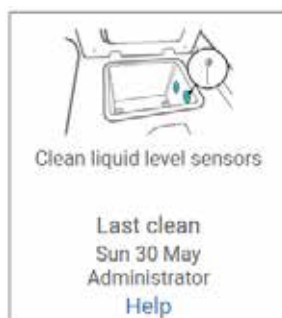 Clean liquid level sensors
Last clean
Sun 30 May
Administrator
Help